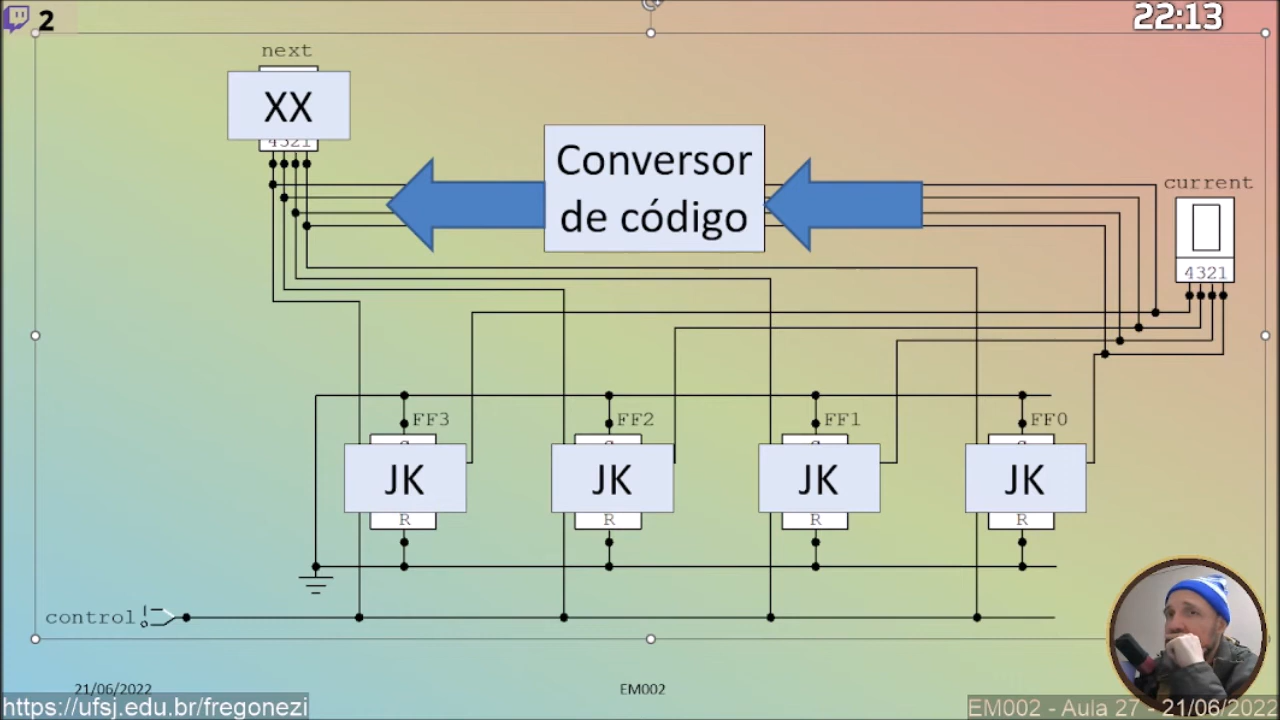 2
22:13
next
XX
4321
Conversor
de código
current
4321
FF3
FF2
FF1
FF0
JK
JK
JK
JK
R
R
R
R
control
21/06/2022
EM002
https://ufsj.edu.br/fregonezi
EM002 - Aula 27 - 21/06/2022